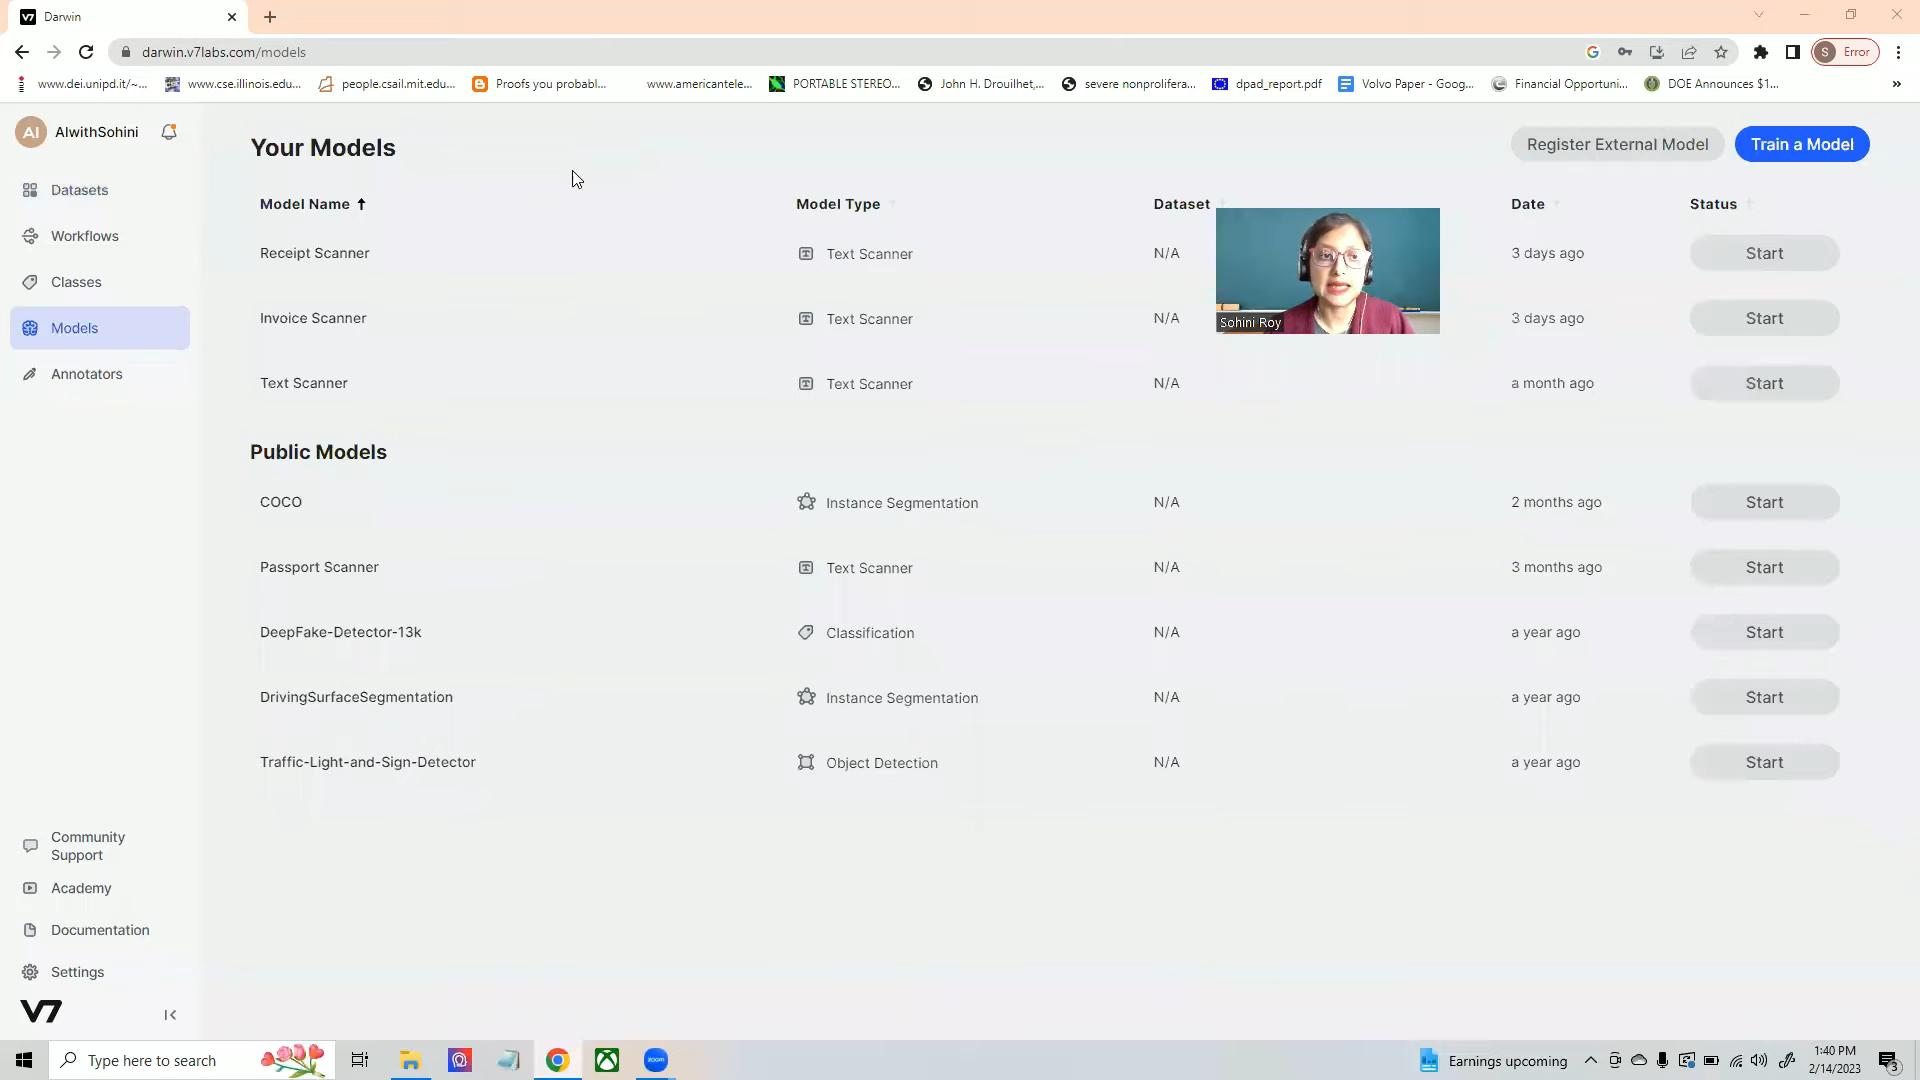 V7 Darwin
darwin.v7labs.com/models
S Error
www.dei.unipd.it/~... www.cse.illinois.edu... people.csail.mit.edu... Proofs you probabl... www.americantele... PORTABLE STEREO... John H. Drouilhet,... severe nonprolifera... dpad_report.pdf Volvo Paper - Goog... Financial Opportuni... DOE Announces $1... »
AI AIwithSohini
Datasets
Workflows
Classes
Models
Annotators
Community
Support
Academy
Documentation
Settings
V7
Your Models
Register External Model Train a Model
Model Name Model Type Dataset Date Status
Receipt Scanner Text Scanner N/A 3 days ago Start
Invoice Scanner Text Scanner N/A 3 days ago Start
Sohini Roy
Text Scanner Text Scanner N/A a month ago Start
Public Models
COCO Instance Segmentation N/A 2 months ago Start
Passport Scanner Text Scanner N/A 3 months ago Start
DeepFake-Detector-13k Classification N/A a year ago Start
DrivingSurfaceSegmentation Instance Segmentation N/A a year ago Start
Traffic-Light-and-Sign-Detector Object Detection N/A a year ago Start
Type here to search
zoom
Earnings upcoming
1:40 PM
2/14/2023
3